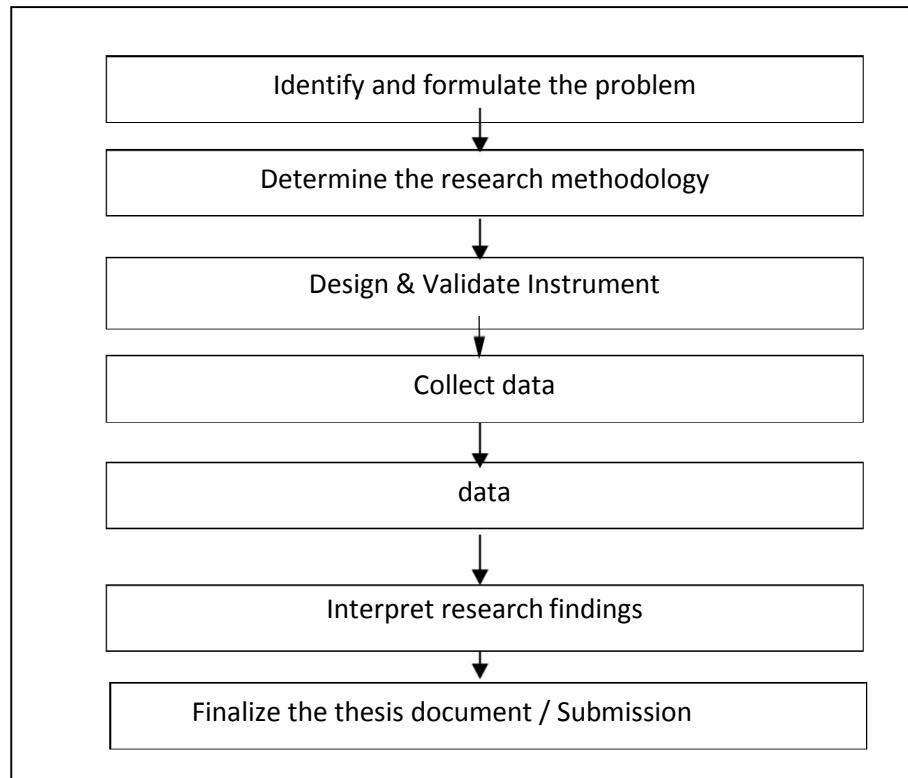 Identify and formulate the problem
Determine the research methodology
Design & Validate Instrument
Collect data
data
Interpret research findings
Finalize the thesis document / Submission